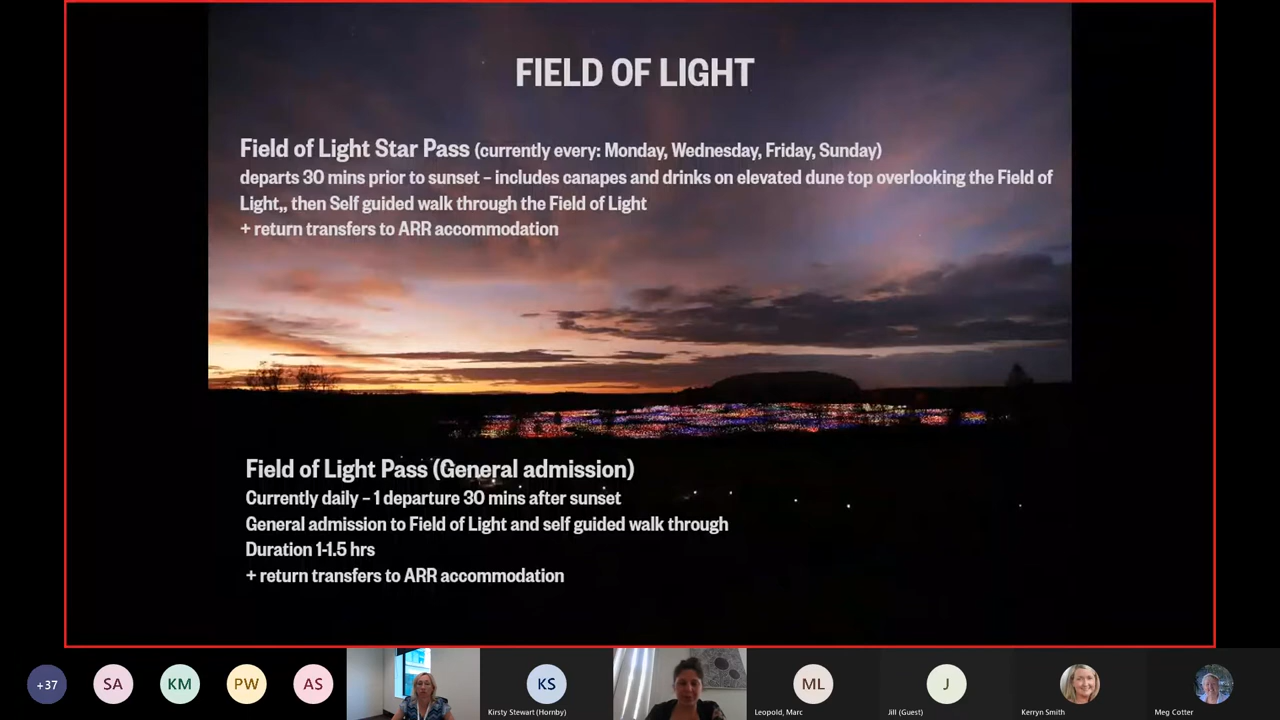 FIELD OF LIGHT
Field of Light Star Pass (currently every: Monday, Wednesday, Friday, Sunday)
departs 30 mins prior to sunset – includes canapes and drinks on elevated dune top overlooking the Field of
Light,, then Self guided walk through the Field of Light
+ return transfers to ARR accommodation
Field of Light Pass (General admission)
Currently daily – 1 departure 30 mins after sunset
General admission to Field of Light and self guided walk through
Duration 1-1.5 hrs
+ return transfers to ARR accommodation
+37
SA
KM
PW
AS
KS
Kirsty Stewart (Hornby)
ML
Leopold, Marc
J
Jill (Guest)
Kerryn Smith
Meg Cotter